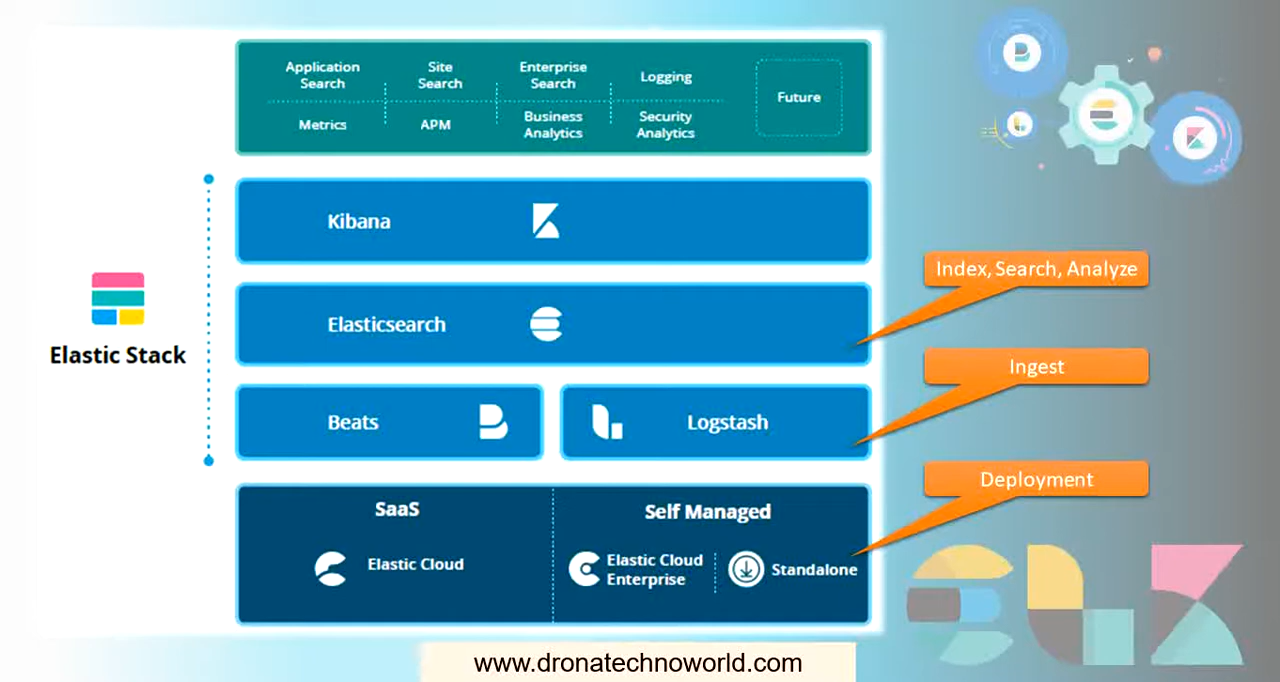 Application
Search
Site
Search
Enterprise
Search
Logging
Metrics
APM
Business
Analytics
Security
Analytics
Future
Elastic Stack
Kibana
Elasticsearch
Beats
Logstash
SaaS
Elastic Cloud
Self Managed
Elastic Cloud
Enterprise
Standalone
Index, Search, Analyze
Ingest
Deployment
www.dronatechnoworld.com